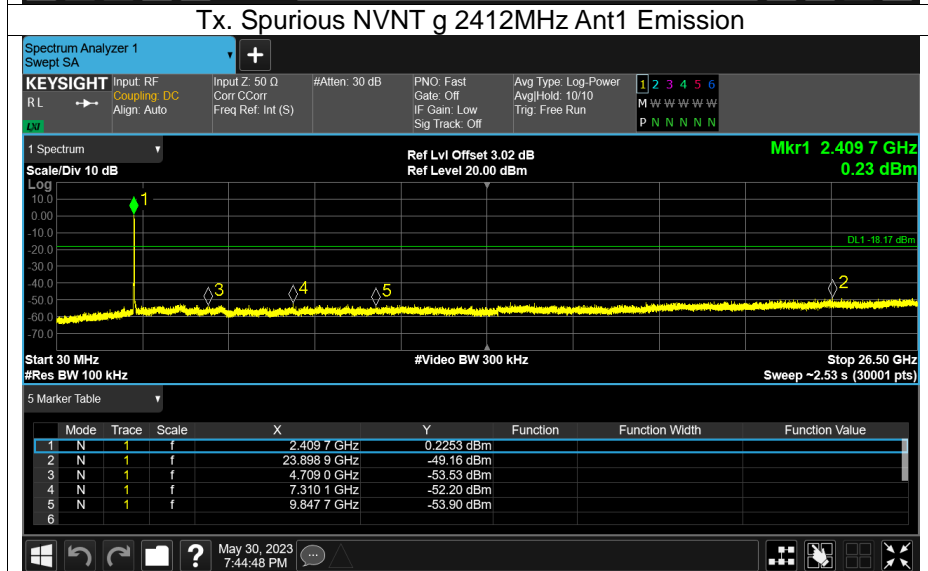 Tx. Spurious NVNT g 2412MHz Ant1 Emission
Spectrum Analyzer 1
Swept SA
+
KEYSIGHT Input: RF Input Z: 50 Ω #Atten: 30 dB PNO: Fast Avg Type: Log-Power 1 2 3 4 5 6
RL Coupling: DC Corr CCorr Gate: Off Avg|Hold: 10/10 M W W W W W
Align: Auto Freq Ref: Int (S) IF Gain: Low Trig: Free Run
LXI Sig Track: Off P N N N N N
1 Spectrum
Ref Lvl Offset 3.02 dB Mkr1 2.409 7 GHz
Scale/Div 10 dB Ref Level 20.00 dBm 0.23 dBm
Log
10.0
1
0.00
-10.0
DL1 -18.17 dBm
-20.0
-30.0
-40.0
3 4 5 2
-50.0
-60.0
-70.0
Start 30 MHz #Video BW 300 kHz Stop 26.50 GHz
#Res BW 100 kHz Sweep ~2.53 s (30001 pts)
5 Marker Table
Mode Trace Scale X Y Function Function Width Function Value
1 N 1 f 2.409 7 GHz 0.2253 dBm
2 N 1 f 23.898 9 GHz -49.16 dBm
3 N 1 f 4.709 0 GHz -53.53 dBm
4 N 1 f 7.310 1 GHz -52.20 dBm
5 N 1 f 9.847 7 GHz -53.90 dBm
6
? May 30, 2023
7:44:48 PM